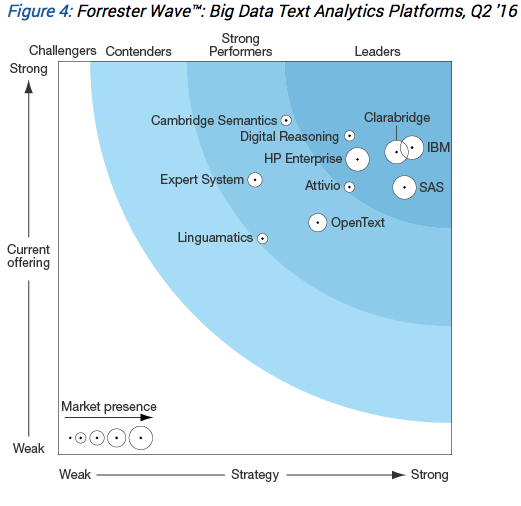 Figure 4: Forrester Wave™: Big Data Text Analytics Platforms, Q2 '16
Challengers
Contenders
Strong
Performers
Leaders
Strong
Cambridge Semantics
Clarabridge
Digital Reasoning
IBM
HP Enterprise
Expert System
Attivio
SAS
OpenText
Linguamatics
Current
offering
Market presence
Weak
Weak
Strategy
Strong